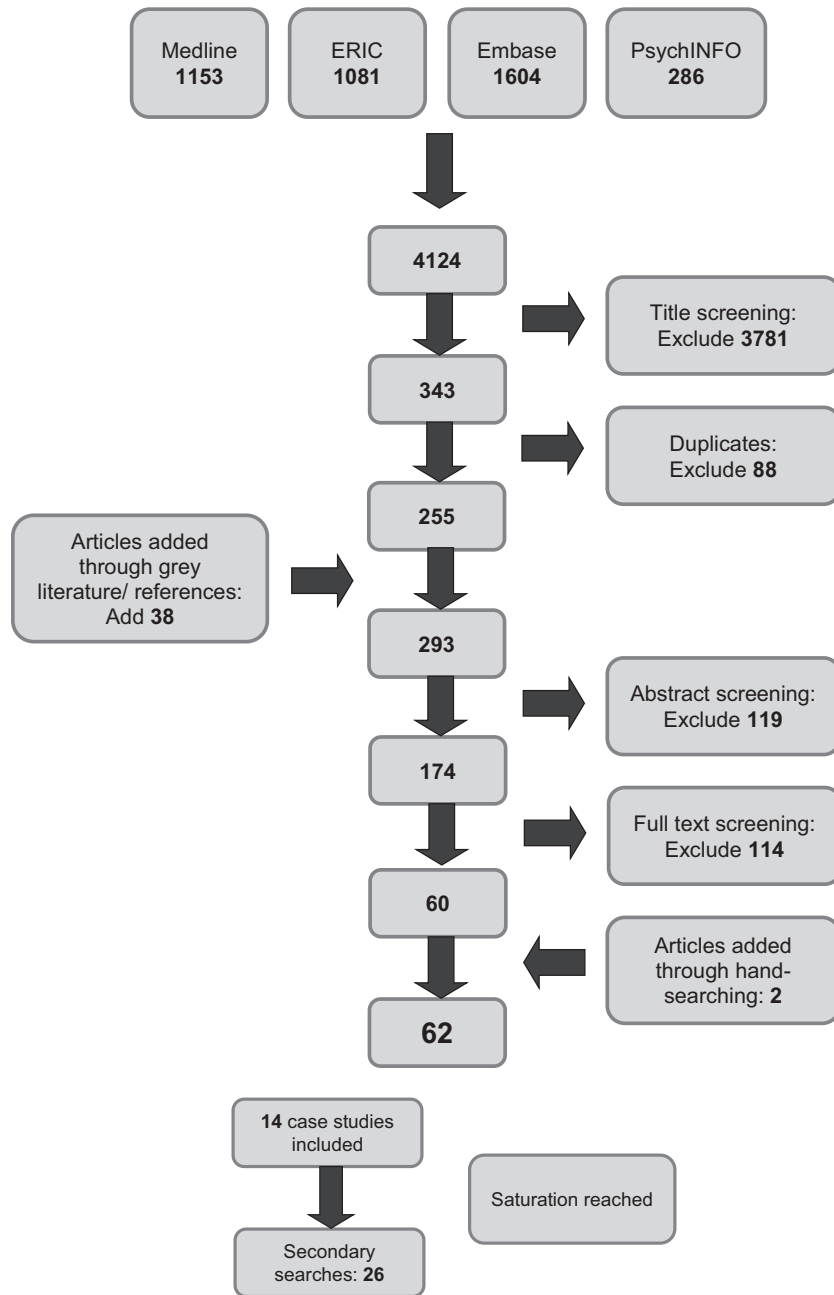 Medline
1153
ERIC
1081
Embase
1604
PsychINFO
286
4124
Title screening:
Exclude 3781
343
Duplicates:
Exclude 88
255
Articles added
through grey
literature/ references:
Add 38
293
Abstract screening:
Exclude 119
174
Full text screening:
Exclude 114
60
Articles added
through hand-
searching: 2
62
14 case studies
included
Saturation reached
Secondary
searches: 26